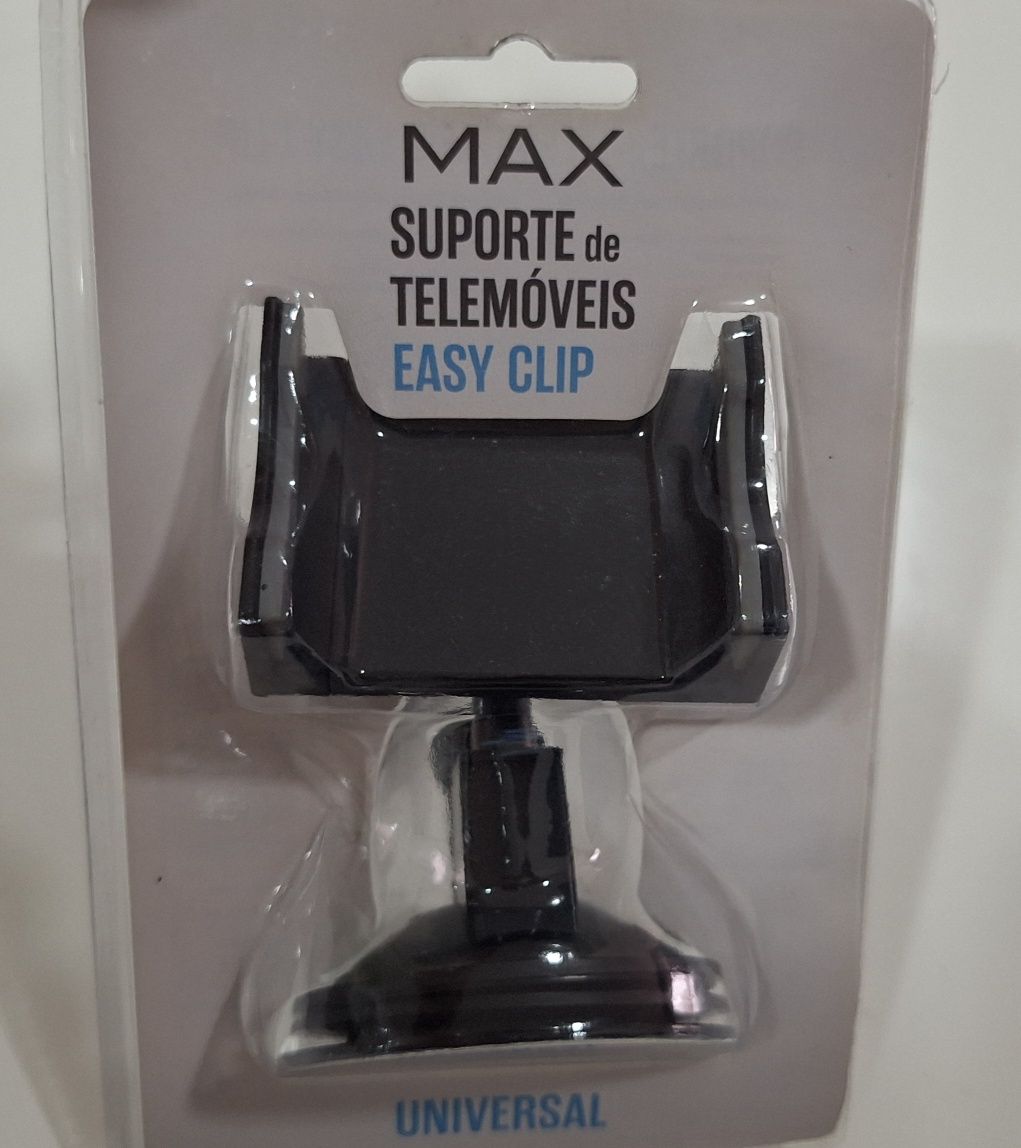 MAX
SUPORTE de
TELEMÓVEIS
EASY CLIP
UNIVERSAL